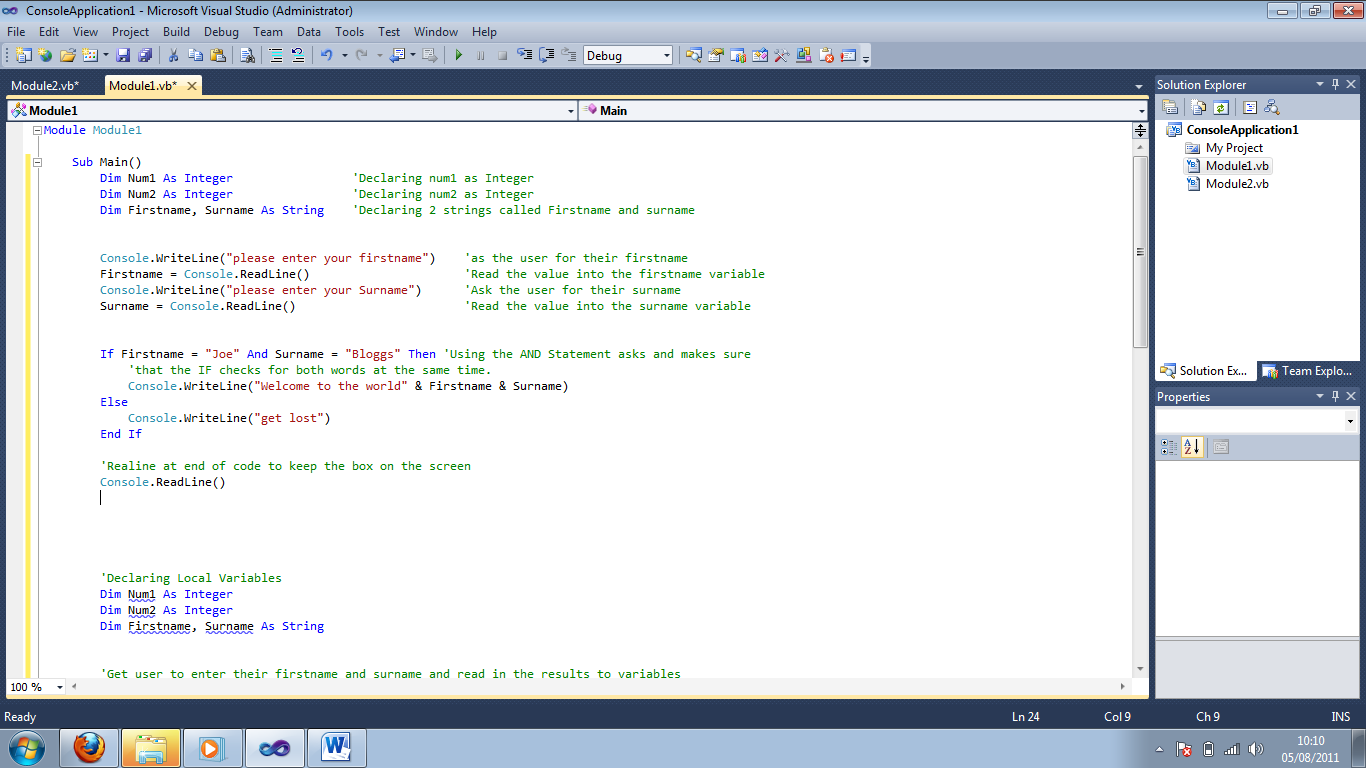 ConsoleApplication1 - Microsoft Visual Studio (Administrator)
File Edit View Project Build Debug Team Data Tools Test Window Help
Debug
Module2.vb* Module1.vb*
Module1 Main
Module Module1
Sub Main()
Dim Num1 As Integer 'Declaring num1 as Integer
Dim Num2 As Integer 'Declaring num2 as Integer
Dim Firstname, Surname As String 'Declaring 2 strings called Firstname and surname
Console.WriteLine("please enter your firstname") 'as the user for their firstname
Firstname = Console.ReadLine() 'Read the value into the firstname variable
Console.WriteLine("please enter your Surname") 'Ask the user for their surname
Surname = Console.ReadLine() 'Read the value into the surname variable
If Firstname = "Joe" And Surname = "Bloggs" Then 'Using the AND Statement asks and makes sure
'that the IF checks for both words at the same time.
Console.WriteLine("Welcome to the world" & Firstname & Surname)
Else
Console.WriteLine("get lost")
End If
'Realine at end of code to keep the box on the screen
Console.ReadLine()
'Declaring Local Variables
Dim Num1 As Integer
Dim Num2 As Integer
Dim Firstname, Surname As String
'Get user to enter their firstname and surname and read in the results to variables
100 %
Solution Explorer
ConsoleApplication1
My Project
Module1.vb
Module2.vb
Solution Ex... Team Explo...
Properties
Ready Ln 24 Col 9 Ch 9 INS
10:10
05/08/2011